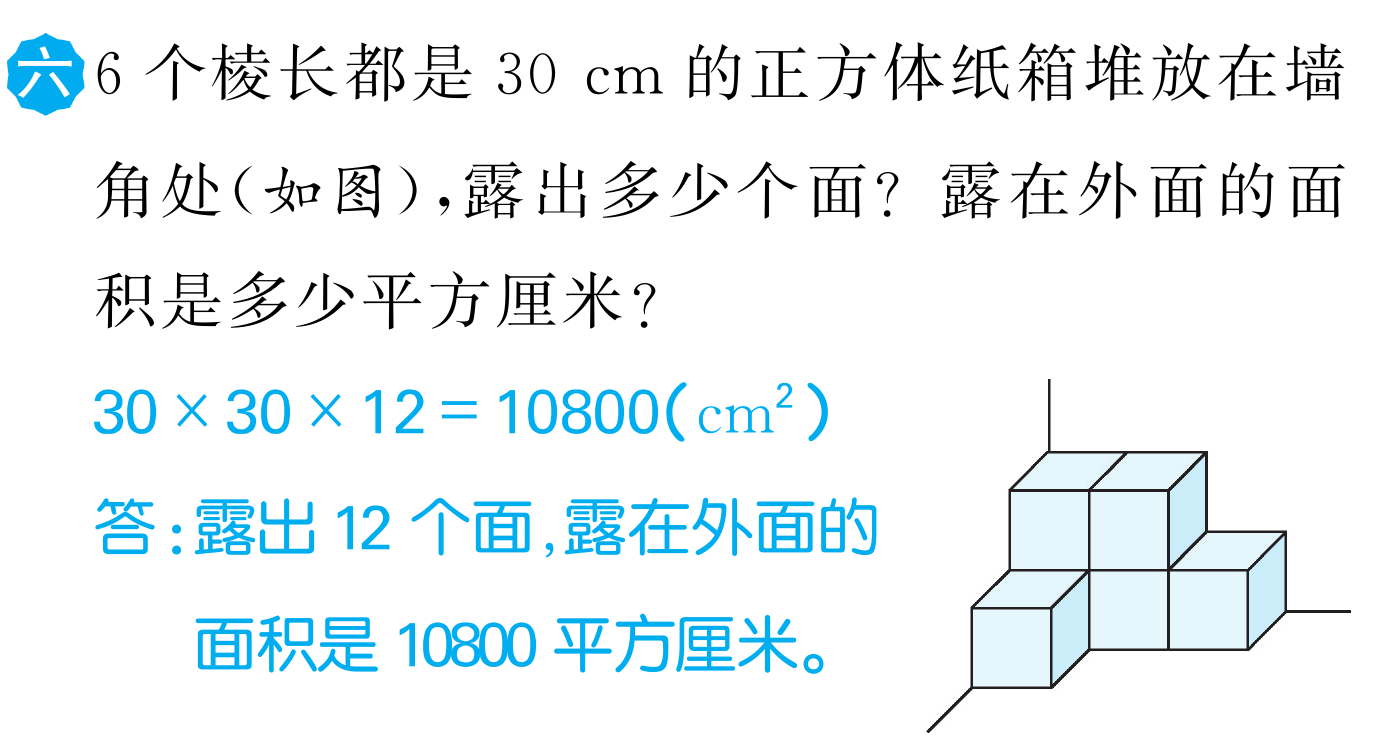 六 6 个棱长都是 30 cm 的正方体纸箱堆放在墙
角处(如图),露出多少个面? 露在外面的面
积是多少平方厘米?
30 × 30 × 12 = 10800(cm²)
答:露出 12 个面,露在外面的
面积是 10800 平方厘米。